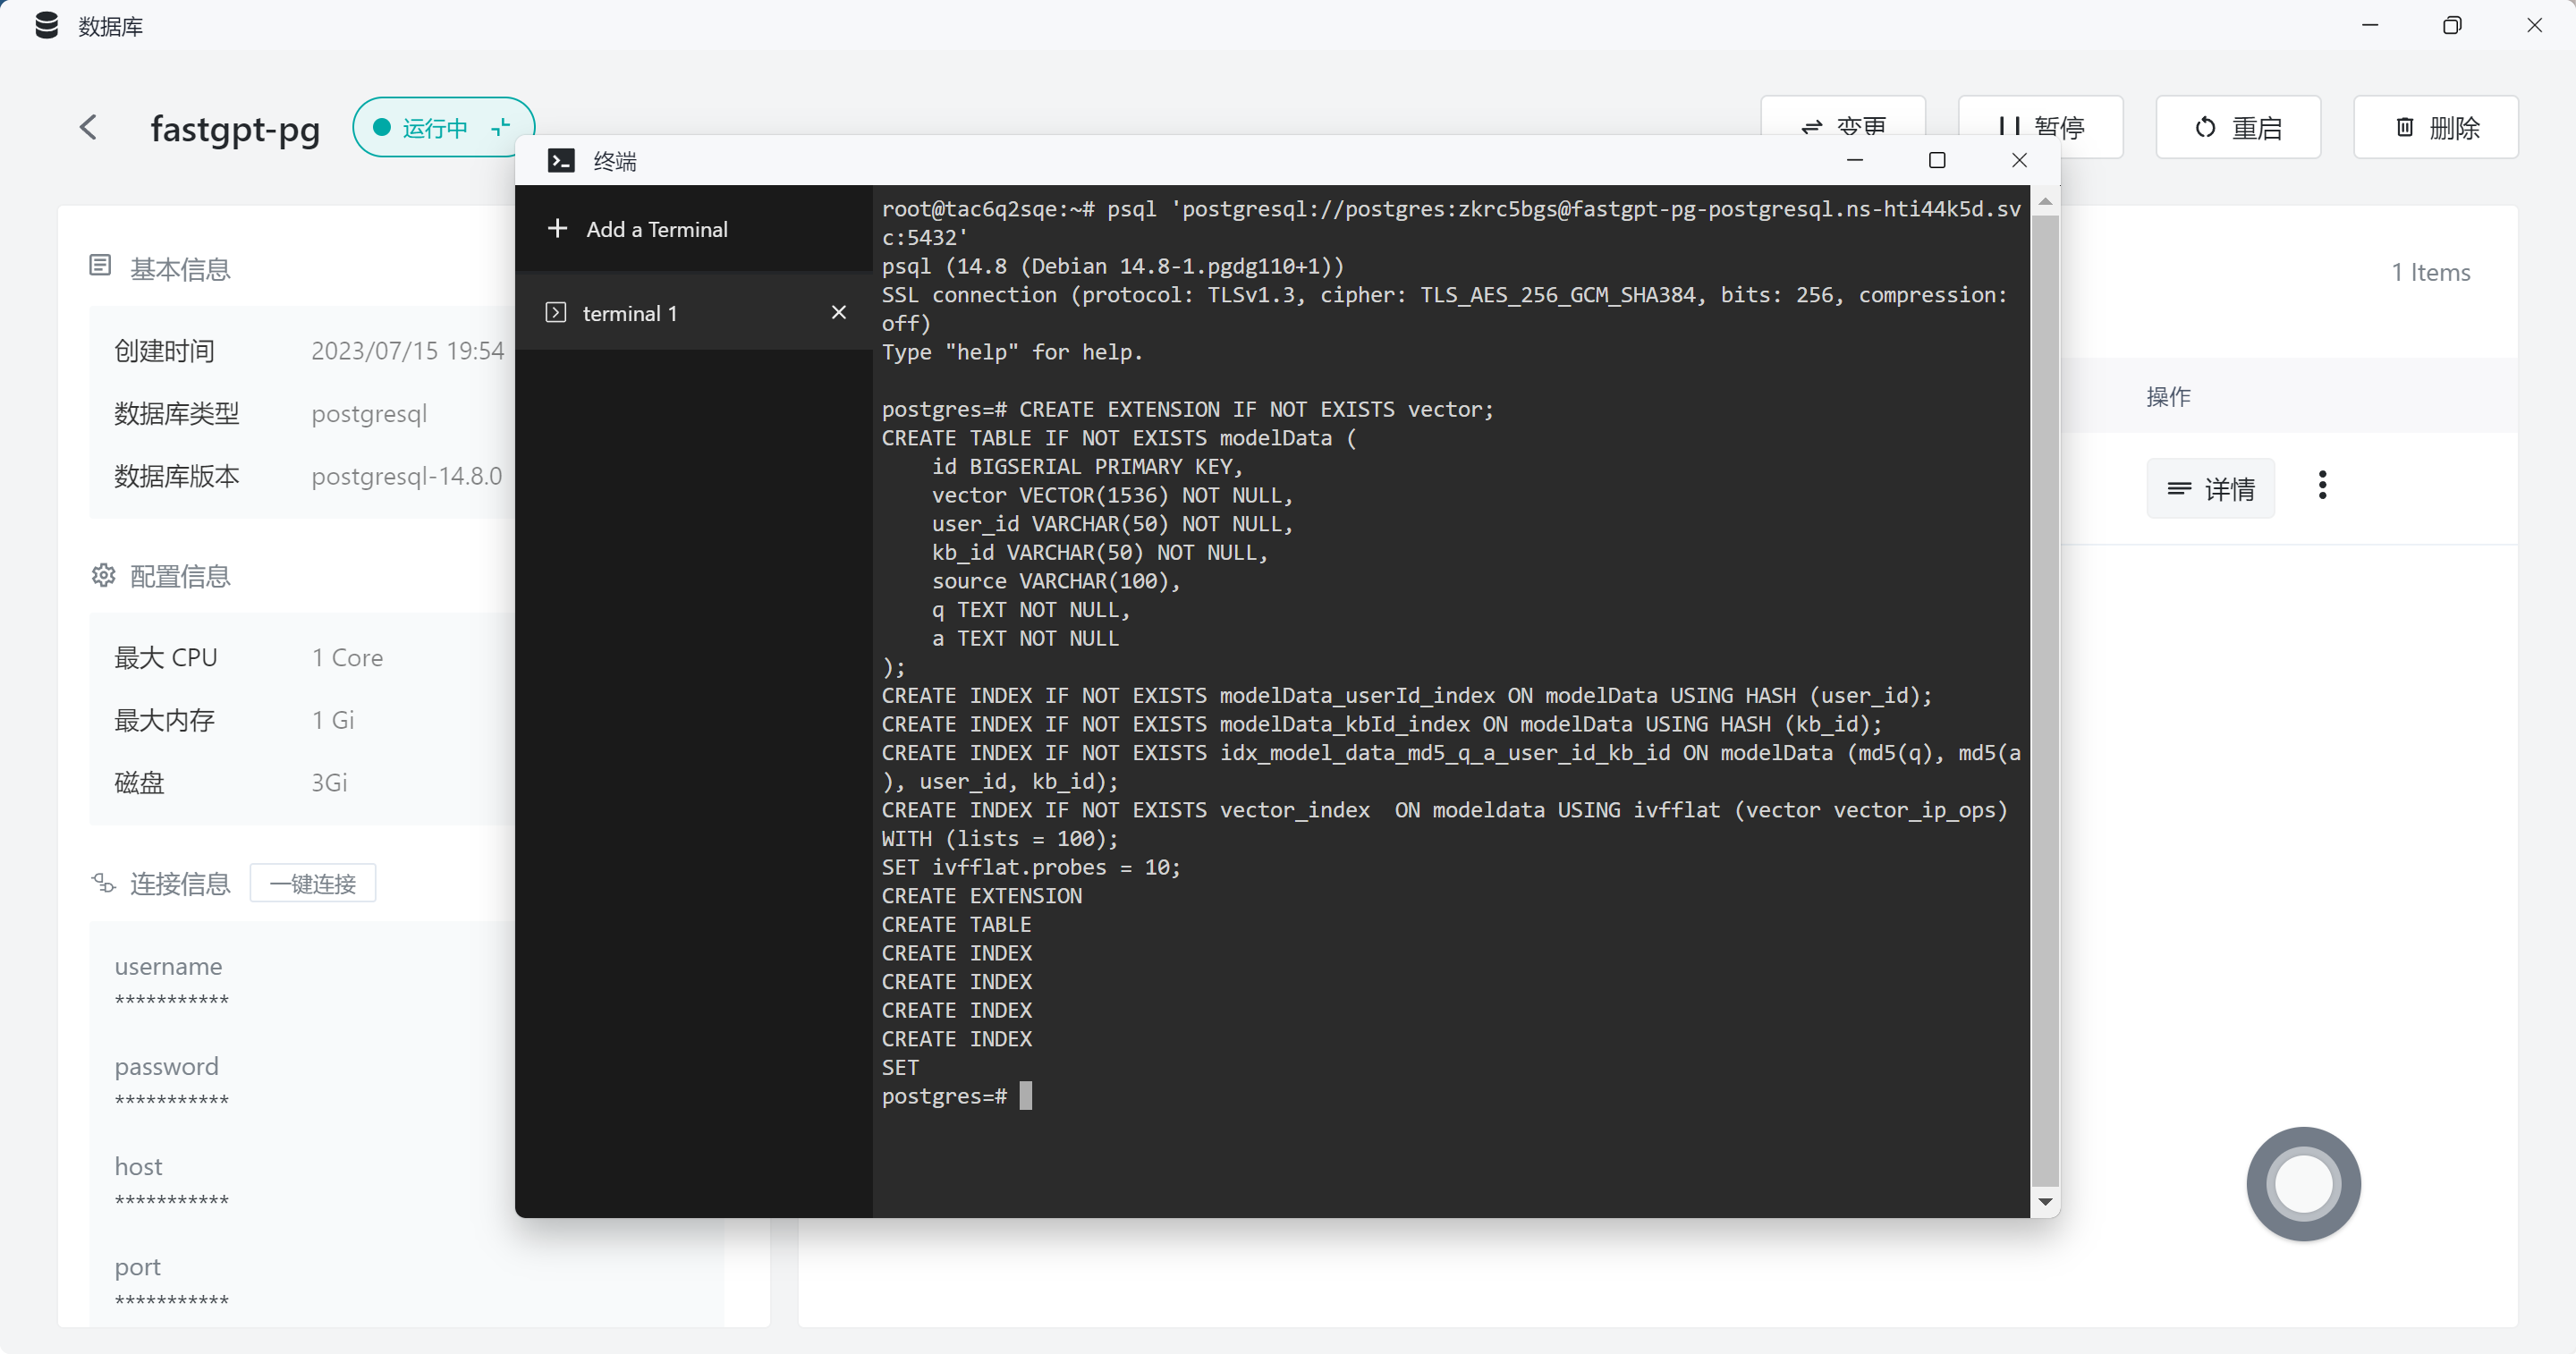 数据库
fastgpt-pg
运行中
变更
暂停
重启
删除
基本信息
创建时间 2023/07/15 19:54
数据库类型 postgresql
数据库版本 postgresql-14.8.0
配置信息
最大 CPU 1 Core
最大内存 1 Gi
磁盘 3Gi
连接信息 一键连接
username
***********
password
***********
host
***********
port
***********
终端
Add a Terminal
terminal 1
root@tac6q2sqe:~# psql 'postgresql://postgres:zkrc5bgs@fastgpt-pg-postgresql.ns-hti44k5d.sv
c:5432'
psql (14.8 (Debian 14.8-1.pgdg110+1))
SSL connection (protocol: TLSv1.3, cipher: TLS_AES_256_GCM_SHA384, bits: 256, compression:
off)
Type "help" for help.
postgres=# CREATE EXTENSION IF NOT EXISTS vector;
CREATE TABLE IF NOT EXISTS modelData (
    id BIGSERIAL PRIMARY KEY,
    vector VECTOR(1536) NOT NULL,
    user_id VARCHAR(50) NOT NULL,
    kb_id VARCHAR(50) NOT NULL,
    source VARCHAR(100),
    q TEXT NOT NULL,
    a TEXT NOT NULL
);
CREATE INDEX IF NOT EXISTS modelData_userId_index ON modelData USING HASH (user_id);
CREATE INDEX IF NOT EXISTS modelData_kbId_index ON modelData USING HASH (kb_id);
CREATE INDEX IF NOT EXISTS idx_model_data_md5_q_a_user_id_kb_id ON modelData (md5(q), md5(a
), user_id, kb_id);
CREATE INDEX IF NOT EXISTS vector_index  ON modeldata USING ivfflat (vector vector_ip_ops)
WITH (lists = 100);
SET ivfflat.probes = 10;
CREATE EXTENSION
CREATE TABLE
CREATE INDEX
CREATE INDEX
CREATE INDEX
CREATE INDEX
SET
postgres=#
1 Items
操作
详情